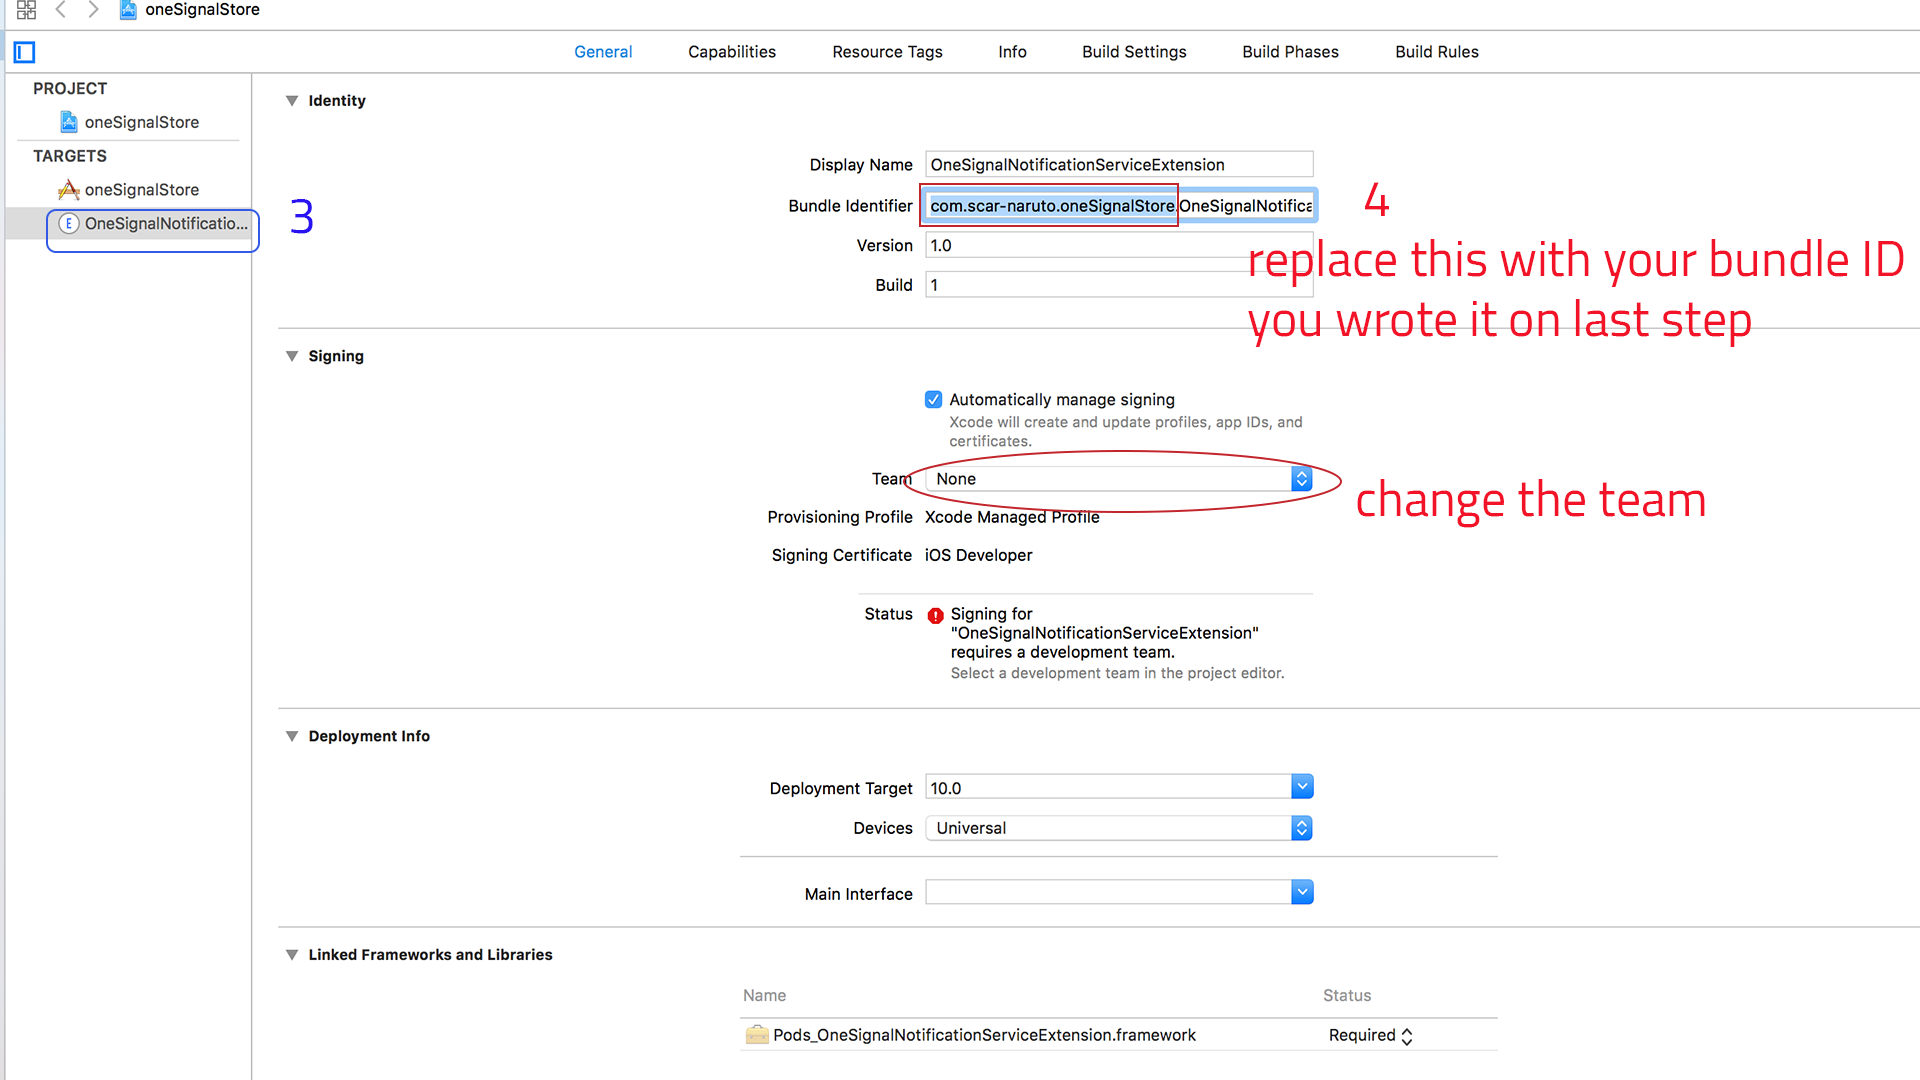 oneSignalStore
General Capabilities Resource Tags Info Build Settings Build Phases Build Rules
PROJECT
oneSignalStore
TARGETS
oneSignalStore
E OneSignalNotificatio...
3
Identity
Display Name OneSignalNotificationServiceExtension
Bundle Identifier com.scar-naruto.oneSignalStore.OneSignalNotifica
4
Version 1.0
replace this with your bundle ID
Build 1
you wrote it on last step
Signing
Automatically manage signing
Xcode will create and update profiles, app IDs, and
certificates.
Team None
change the team
Provisioning Profile Xcode Managed Profile
Signing Certificate iOS Developer
Status Signing for
"OneSignalNotificationServiceExtension"
requires a development team.
Select a development team in the project editor.
Deployment Info
Deployment Target 10.0
Devices Universal
Main Interface
Linked Frameworks and Libraries
Name Status
Pods_OneSignalNotificationServiceExtension.framework Required